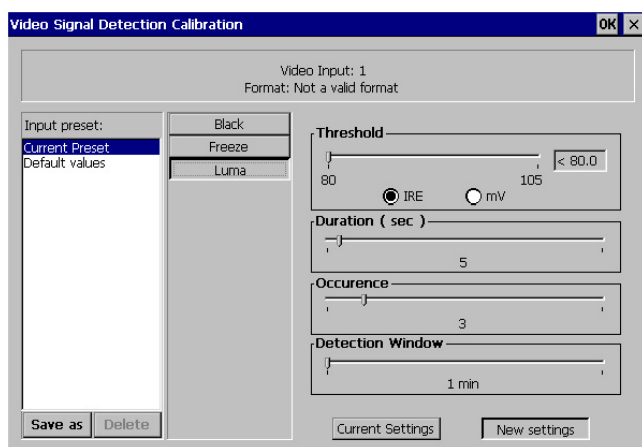 Video Signal Detection Calibration OK ×
Video Input: 1
Format: Not a valid format
Input preset:
Current Preset
Default values
Save as Delete
Black
Freeze
Luma
Threshold
< 80.0
80 105
IRE mV
Duration ( sec )
5
Occurence
3
Detection Window
1 min
Current Settings New settings